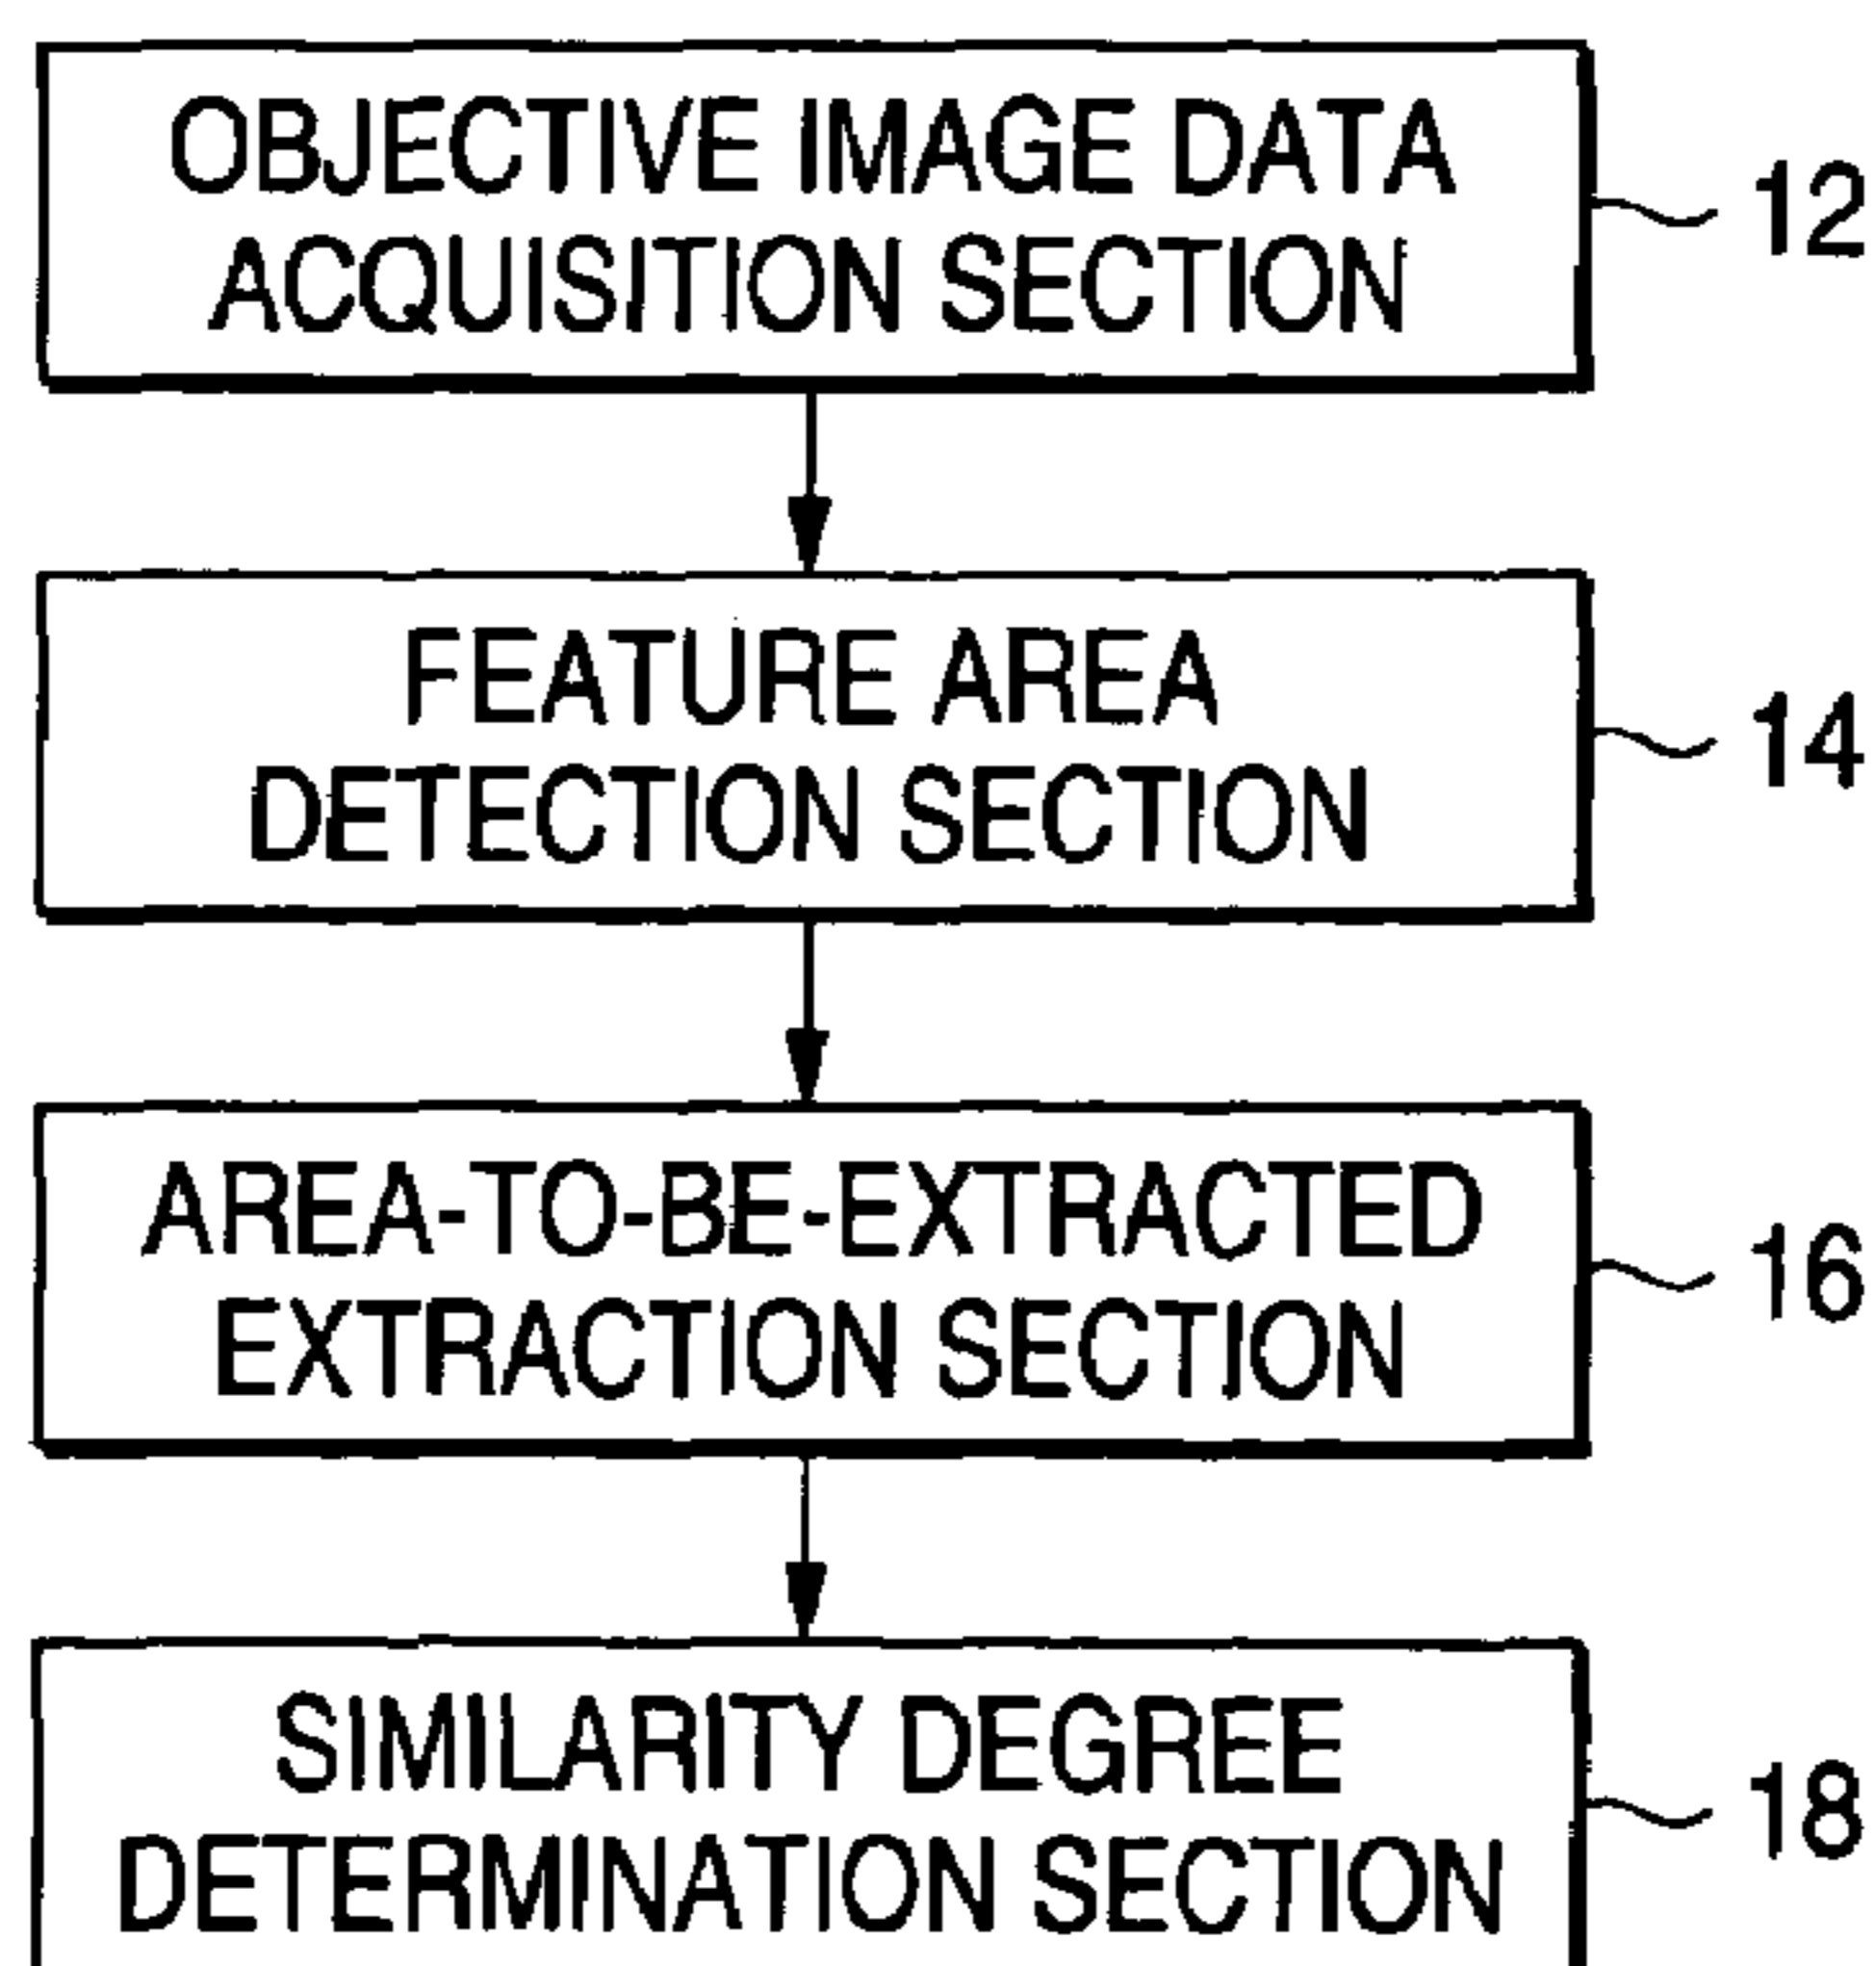 OBJECTIVE IMAGE DATA
ACQUISITION SECTION
12
FEATURE AREA
DETECTION SECTION
14
AREA-TO-BE-EXTRACTED
EXTRACTION SECTION
16
SIMILARITY DEGREE
DETERMINATION SECTION
18